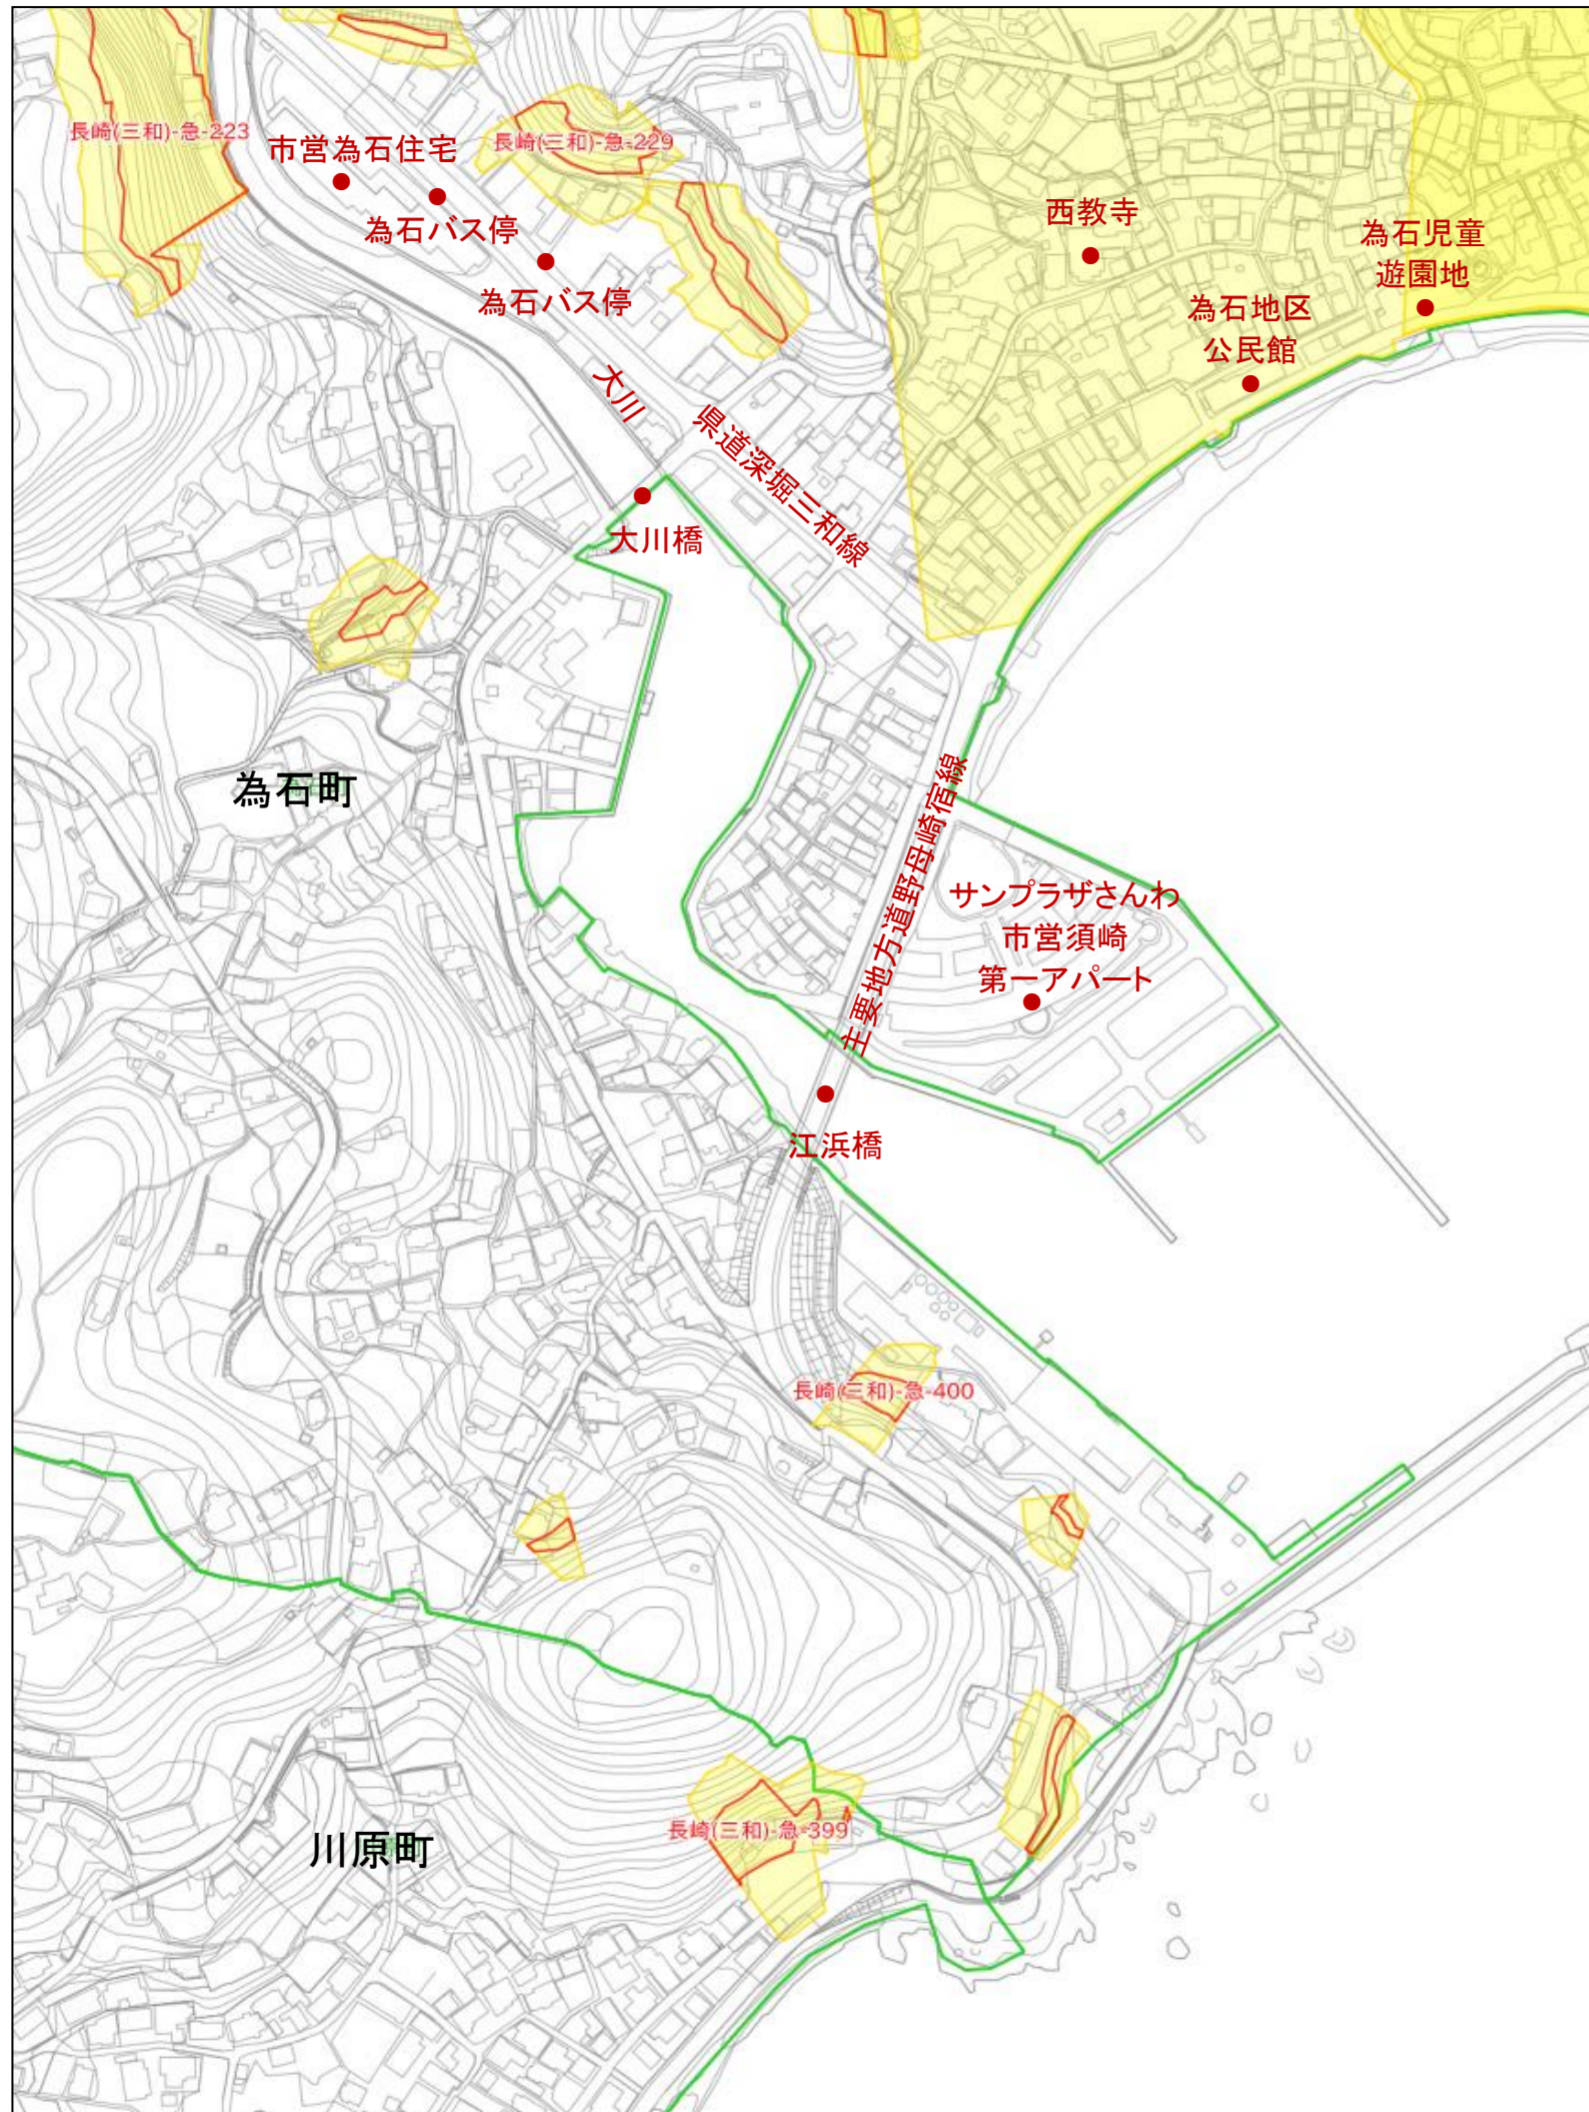 長崎(三和)-急-223
市営為石住宅
為石バス停
為石バス停
長崎(三和)-急-229
西教寺
為石児童
遊園地
為石地区
公民館
大川
県道深堀三和線
大川橋
為石町
主要地方道野母崎宿線
サンプラザさんわ
市営須崎
第一アパート
江浜橋
長崎(三和)-急-400
長崎(三和)-急-399
川原町